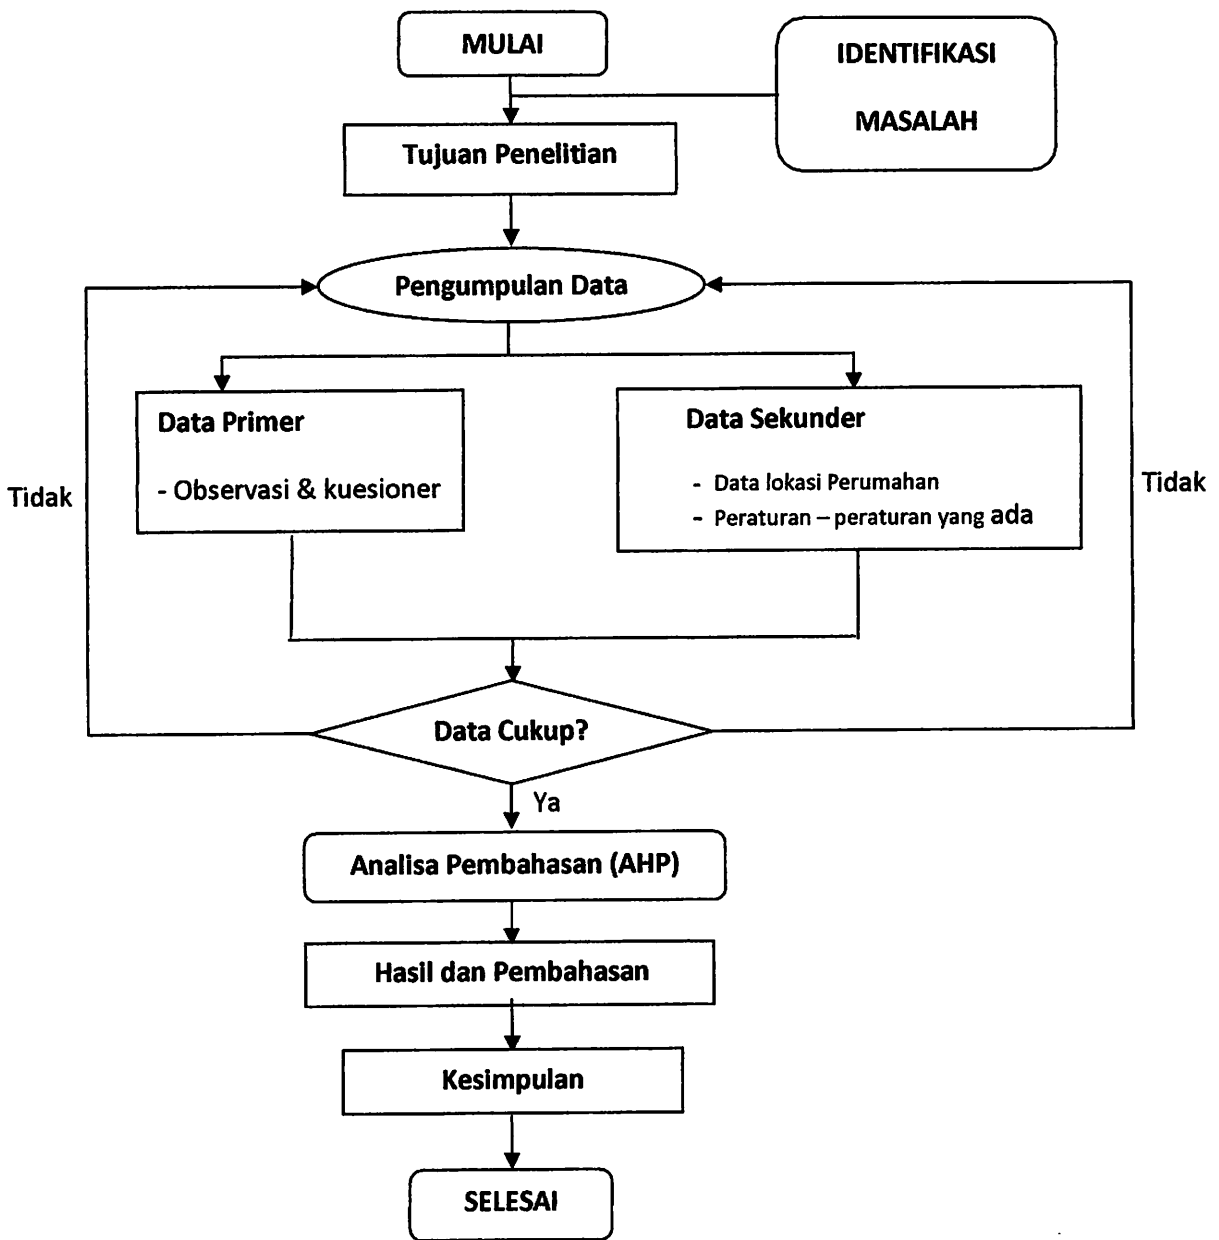 MULAI
IDENTIFIKASI
MASALAH
Tujuan Penelitian
Pengumpulan Data
Data Primer
- Observasi & kuesioner
Data Sekunder
- Data lokasi Perumahan
- Peraturan – peraturan yang ada
Tidak
Tidak
Data Cukup?
Ya
Analisa Pembahasan (AHP)
Hasil dan Pembahasan
Kesimpulan
SELESAI